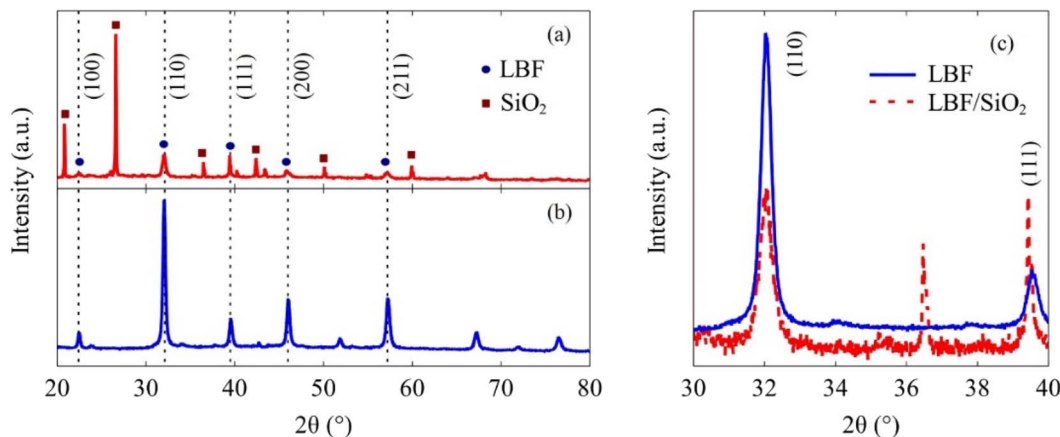 (a)
(100)
(110)
(111)
(200)
(211)
LBF
SiO₂
(b)
Intensity (a.u.)
20 30 40 50 60 70 80
2θ (°)
(c)
(110)
LBF
LBF/SiO₂
(111)
Intensity (a.u.)
30 32 34 36 38 40
2θ (°)